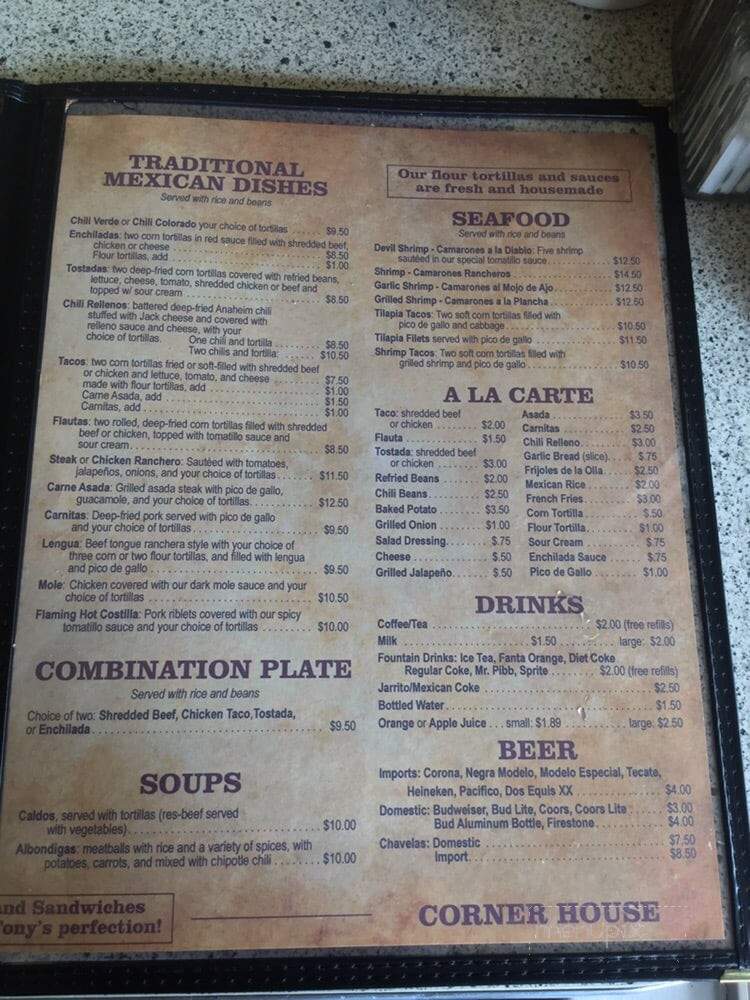 TRADITIONAL
MEXICAN DISHES
Served with rice and beans
Chili Verde or Chili Colorado your choice of tortillas $9.50
Enchiladas: two corn tortillas in red sauce filled with shredded beef,
chicken or cheese $8.50
Flour tortillas, add $1.00
Tostadas: two deep-fried corn tortillas covered with refried beans,
lettuce, cheese, tomato, shredded chicken or beef and
topped w/ sour cream $8.50
Chili Rellenos: battered deep-fried Anaheim chili
stuffed with Jack cheese and covered with
relleno sauce and cheese, with your
choice of tortillas. One chili and tortilla $8.50
Two chilis and tortilla: $10.50
Tacos: two corn tortillas fried or soft-filled with shredded beef
or chicken and lettuce, tomato, and cheese $7.50
made with flour tortillas, add $1.00
Carne Asada, add $1.50
Carnitas, add $1.00
Flautas: two rolled, deep-fried corn tortillas filled with shredded
beef or chicken, topped with tomatillo sauce and
sour cream $8.50
Steak or Chicken Ranchero: Sautéed with tomatoes,
jalapeños, onions, and your choice of tortillas $11.50
Carne Asada: Grilled asada steak with pico de gallo,
guacamole, and your choice of tortillas $12.50
Carnitas: Deep-fried pork served with pico de gallo
and your choice of tortillas $9.50
Lengua: Beef tongue ranchera style with your choice of
three corn or two flour tortillas, and filled with lengua
and pico de gallo $9.50
Mole: Chicken covered with our dark mole sauce and your
choice of tortillas $10.50
Flaming Hot Costilla: Pork riblets covered with our spicy
tomatillo sauce and your choice of tortillas $10.00
COMBINATION PLATE
Served with rice and beans
Choice of two: Shredded Beef, Chicken Taco,Tostada,
or Enchilada $9.50
SOUPS
Caldos, served with tortillas (res-beef served
with vegetables) $10.00
Albondigas: meatballs with rice and a variety of spices, with
potatoes, carrots, and mixed with chipotle chili $10.00
and Sandwiches
Tony's perfection!
Our flour tortillas and sauces
are fresh and housemade
SEAFOOD
Served with rice and beans
Devil Shrimp - Camarones a la Diablo: Five shrimp
sautéed in our special tomatillo sauce $12.50
Shrimp - Camarones Rancheros $14.50
Garlic Shrimp - Camarones al Mojo de Ajo $12.50
Grilled Shrimp - Camarones a la Plancha $12.50
Tilapia Tacos: Two soft corn tortillas filled with
pico de gallo and cabbage $10.50
Tilapia Filets served with pico de gallo $11.50
Shrimp Tacos: Two soft corn tortillas filled with
grilled shrimp and pico de gallo $10.50
A LA CARTE
Taco: shredded beef
or chicken $2.00
Flauta $1.50
Tostada: shredded beef
or chicken $3.00
Refried Beans $2.00
Chili Beans $2.50
Baked Potato $3.50
Grilled Onion $1.00
Salad Dressing $.75
Cheese $.50
Grilled Jalapeño $.50
Asada $3.50
Carnitas $2.50
Chili Relleno $3.00
Garlic Bread (slice) $.75
Frijoles de la Olla $2.50
Mexican Rice $2.00
French Fries $3.00
Corn Tortilla $.50
Flour Tortilla $1.00
Sour Cream $.75
Enchilada Sauce $.75
Pico de Gallo $1.00
DRINKS
Coffee/Tea $2.00 (free refills)
Milk $1.50 large: $2.00
Fountain Drinks: Ice Tea, Fanta Orange, Diet Coke
Regular Coke, Mr. Pibb, Sprite $2.00 (free refills)
Jarrito/Mexican Coke $2.50
Bottled Water $1.50
Orange or Apple Juice small: $1.89 large: $2.50
BEER
Imports: Corona, Negra Modelo, Modelo Especial, Tecate,
Heineken, Pacifico, Dos Equis XX $4.00
Domestic: Budweiser, Bud Lite, Coors, Coors Lite $3.00
Bud Aluminum Bottle, Firestone $4.00
Chavelas: Domestic $7.50
Import $8.50
CORNER HOUSE
menupix